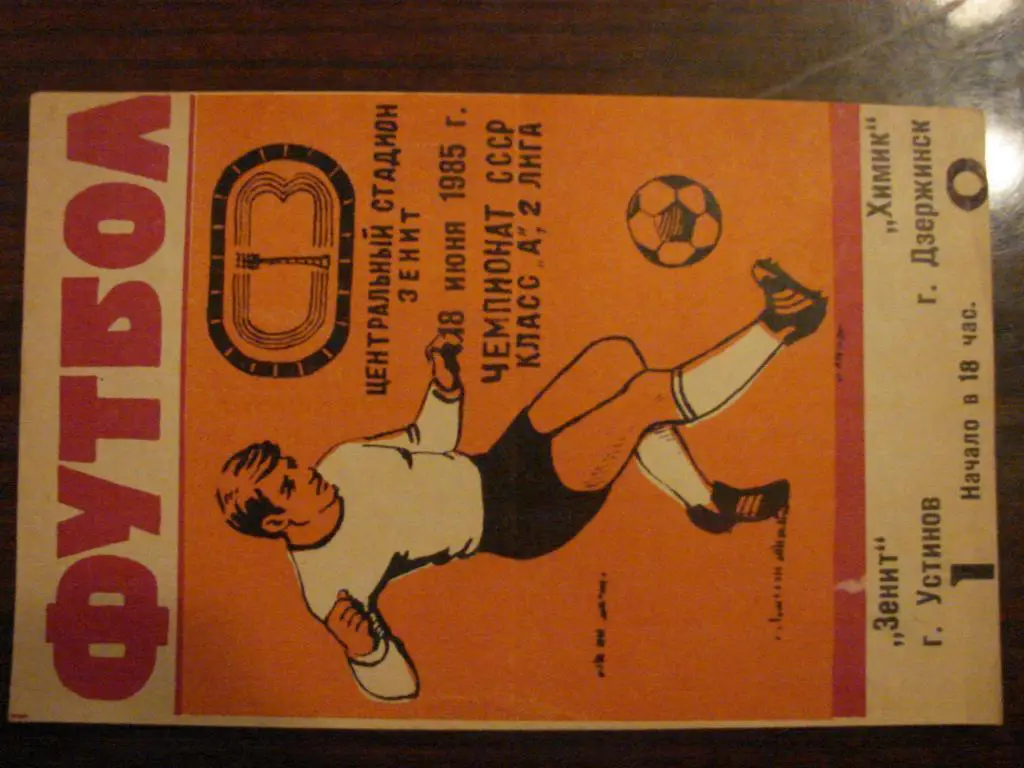 ФУТБОЛ
ЦЕНТРАЛЬНЫЙ СТАДИОН
ЗЕНИТ
18 ИЮНЯ 1985 г.
ЧЕМПИОНАТ СССР
КЛАСС „А", 2 ЛИГА
„Зенит" „Химик"
г. Устинов г. Дзержинск
1 0
Начало в 18 час.